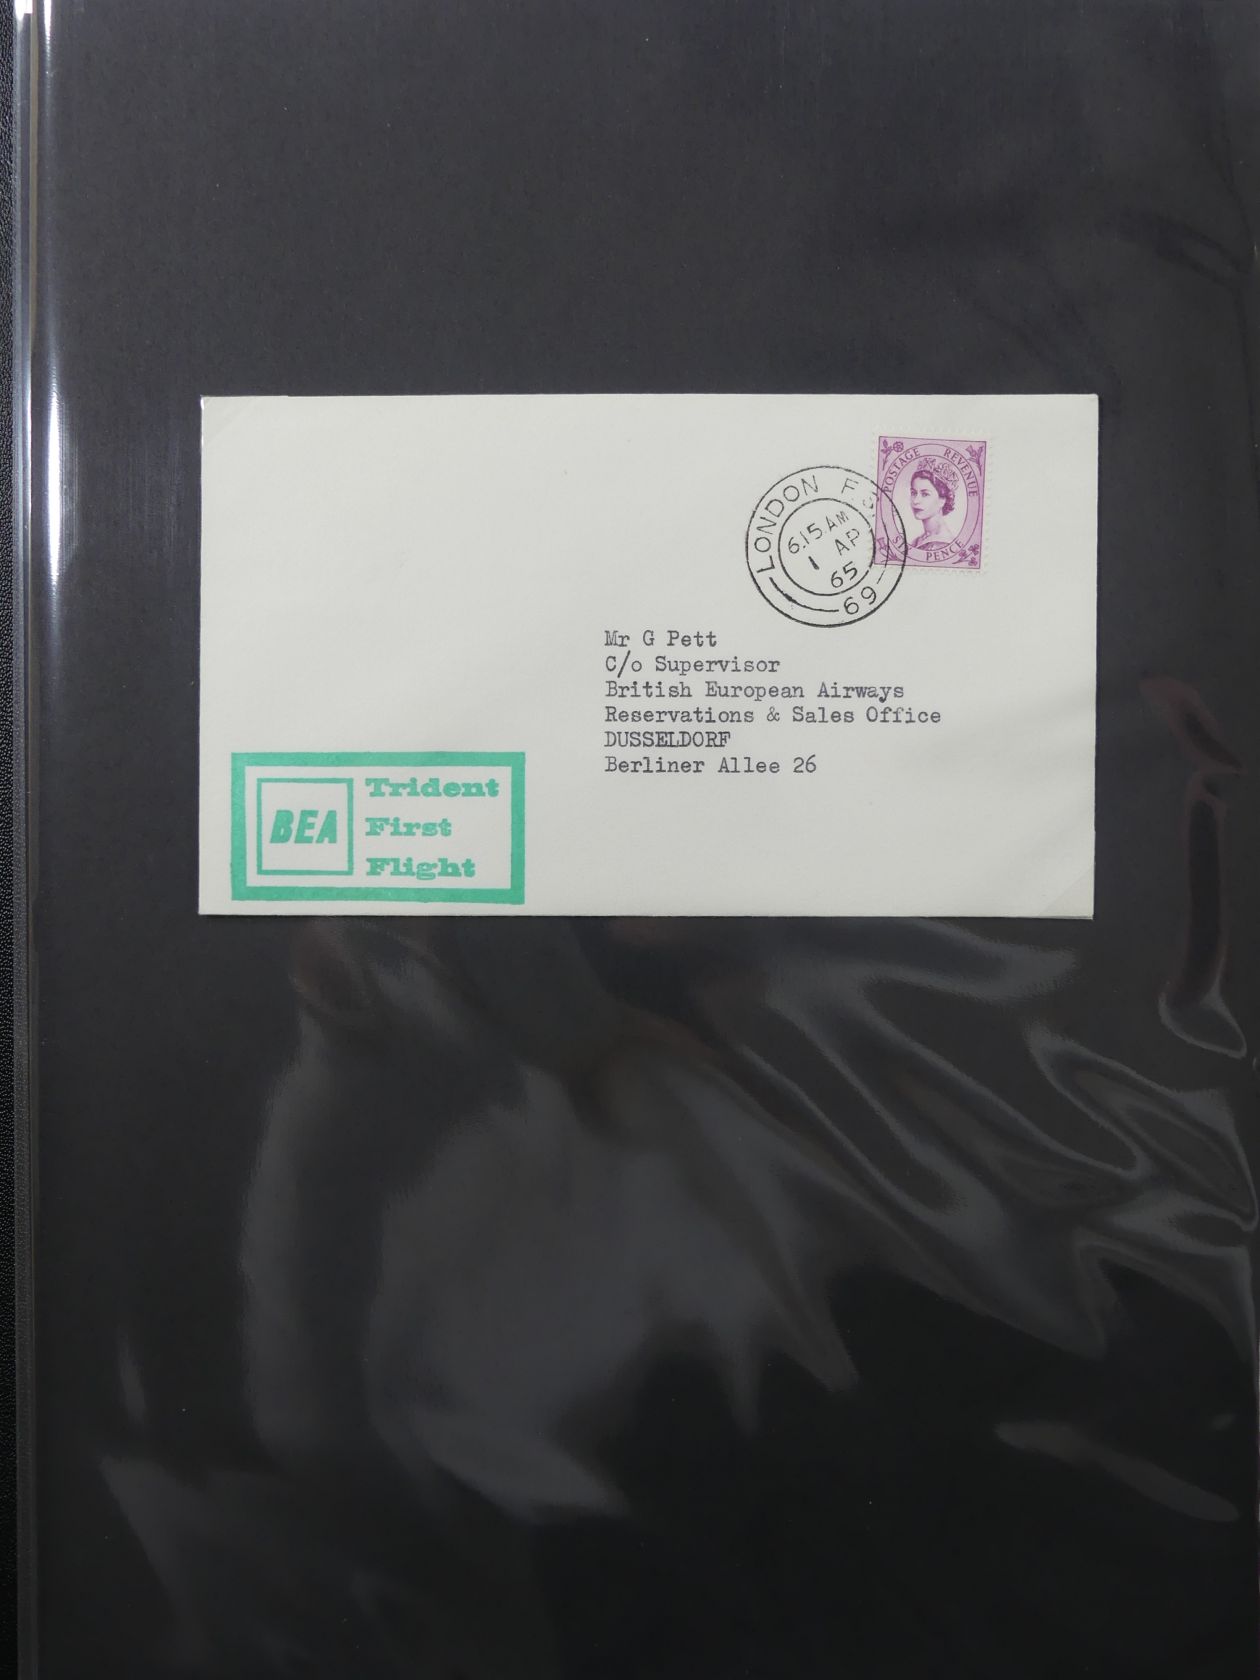 POSTAGE REVENUE
PENCE
LONDON F.S.
6.15 AM
1 AP
65
69
Mr G Pett
C/o Supervisor
British European Airways
Reservations & Sales Office
DUSSELDORF
Berliner Allee 26
BEA
Trident
First
Flight